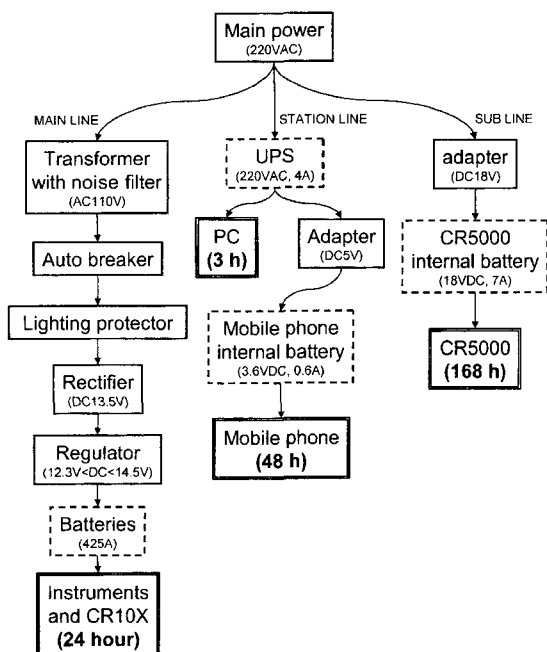 Main power
(220VAC)
MAIN LINE
STATION LINE
SUB LINE
Transformer
with noise filter
(AC110V)
Auto breaker
Lighting protector
Rectifier
(DC13.5V)
Regulator
(12.3V<DC<14.5V)
Batteries
(425A)
Instruments
and CR10X
(24 hour)
UPS
(220VAC, 4A)
PC
(3 h)
Adapter
(DC5V)
Mobile phone
internal battery
(3.6VDC, 0.6A)
Mobile phone
(48 h)
adapter
(DC18V)
CR5000
internal battery
(18VDC, 7A)
CR5000
(168 h)